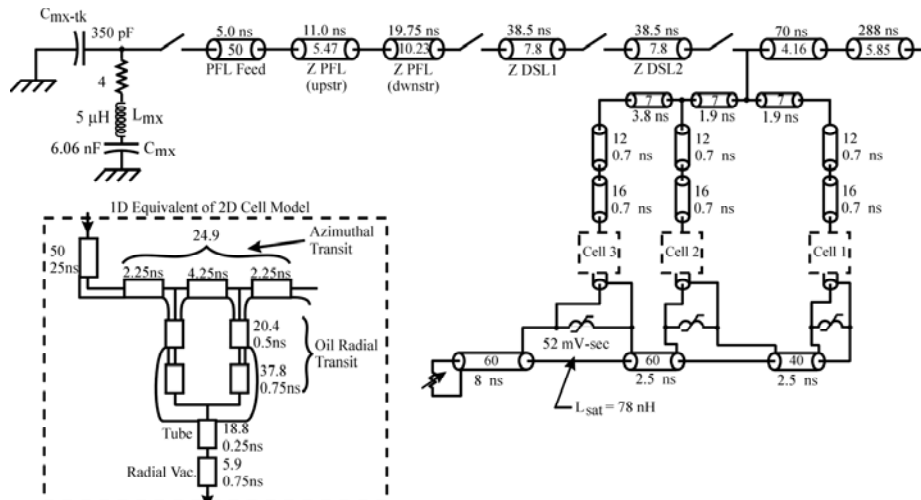 C mx-tk
350 pF
4
5 μH
L mx
6.06 nF
C mx
5.0 ns
50
PFL Feed
11.0 ns
5.47
Z PFL
(upstr)
19.75 ns
10.23
Z PFL
(dwnstr)
38.5 ns
7.8
Z DSL1
38.5 ns
7.8
Z DSL2
70 ns
4.16
288 ns
5.85
7
3.8 ns
7
1.9 ns
7
1.9 ns
12
0.7 ns
12
0.7 ns
12
0.7 ns
16
0.7 ns
16
0.7 ns
16
0.7 ns
Cell 3
Cell 2
Cell 1
52 mV-sec
60
8 ns
60
2.5 ns
40
2.5 ns
L sat = 78 nH
1D Equivalent of 2D Cell Model
50
25ns
24.9
Azimuthal
Transit
2.25ns
4.25ns
2.25ns
20.4
0.5ns
37.8
0.75ns
Oil Radial
Transit
Tube
18.8
0.25ns
Radial Vac.
5.9
0.75ns